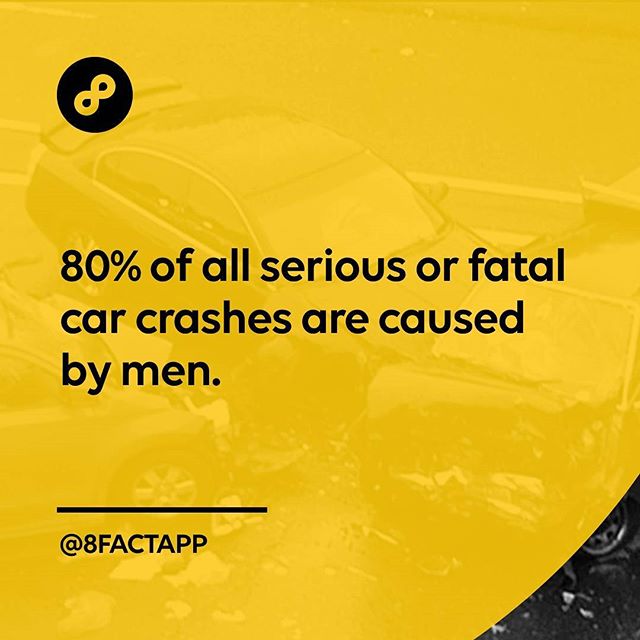 80% of all serious or fatal
car crashes are caused
by men.
@8FACTAPP